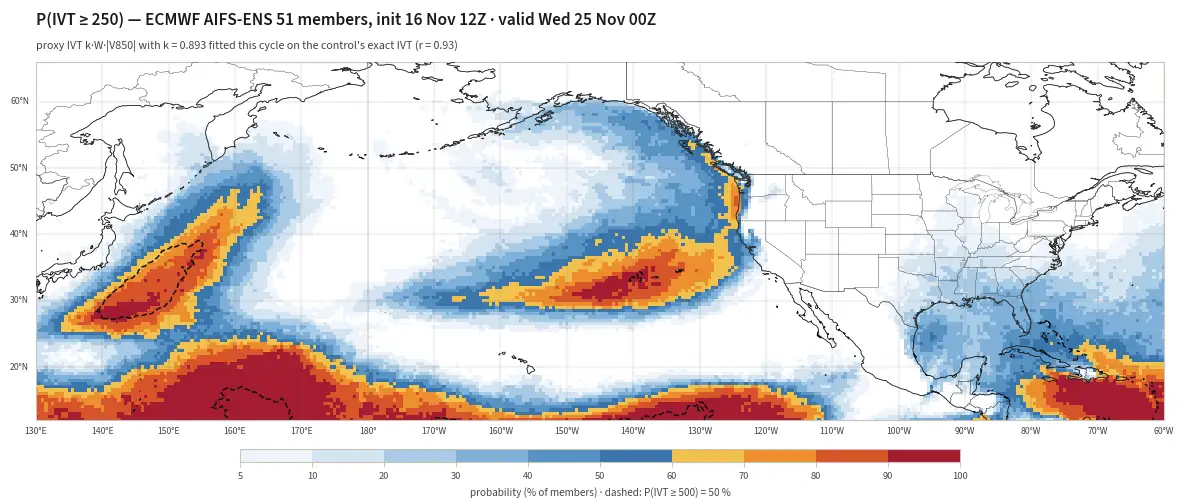 P(IVT ≥ 250) — ECMWF AIFS-ENS 51 members, init 16 Nov 12Z · valid Wed 25 Nov 00Z
proxy IVT k·W·|V850| with k = 0.893 fitted this cycle on the control's exact IVT (r = 0.93)
60°N
50°N
40°N
30°N
20°N
130°E 140°E 150°E 160°E 170°E 180° 170°W 160°W 150°W 140°W 130°W 120°W 110°W 100°W 90°W 80°W 70°W 60°W
5 10 20 30 40 50 60 70 80 90 100
probability (% of members) · dashed: P(IVT ≥ 500) = 50 %